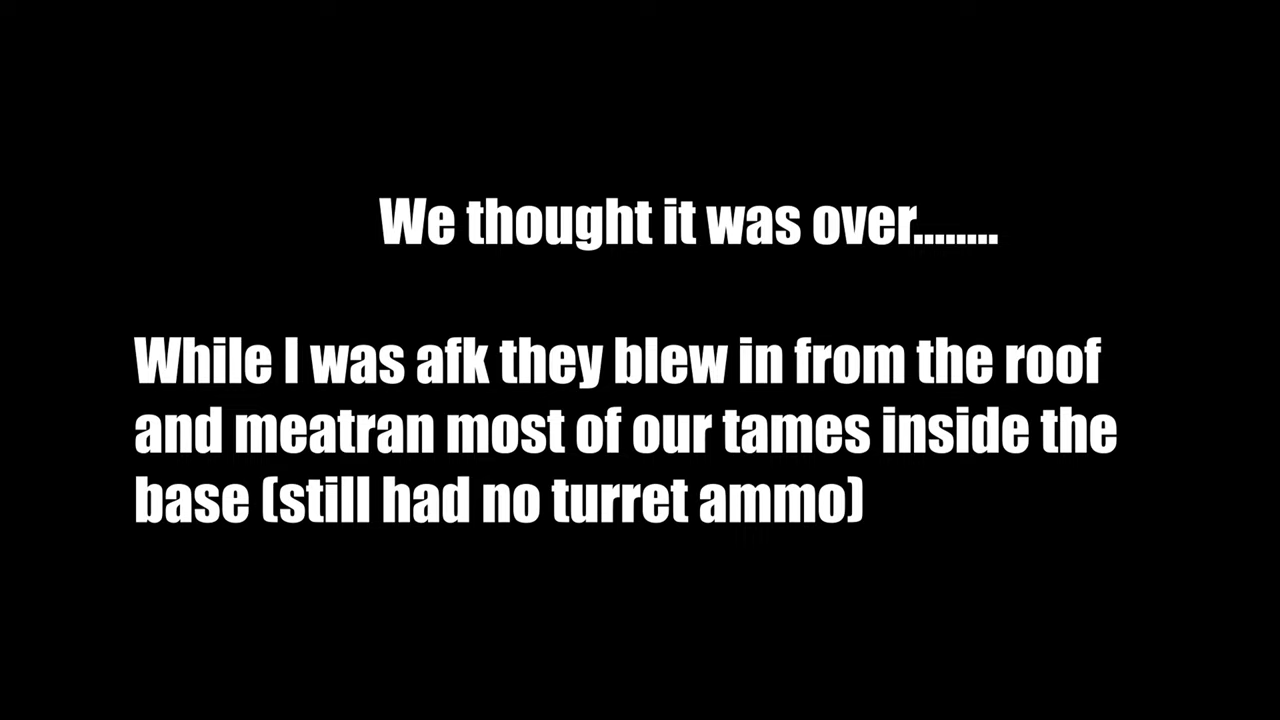 We thought it was over........
While I was afk they blew in from the roof
and meatran most of our tames inside the
base (still had no turret ammo)